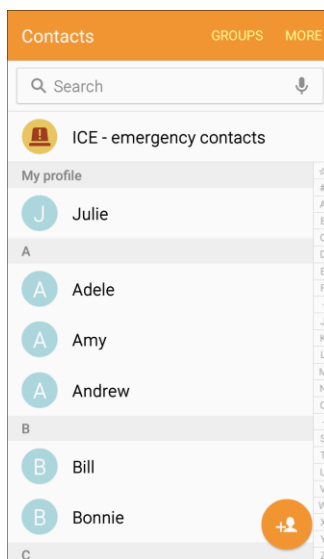 Contacts GROUPS MORE
Search
ICE - emergency contacts
My profile
J Julie
A
A Adele
A Amy
A Andrew
B
B Bill
B Bonnie
C